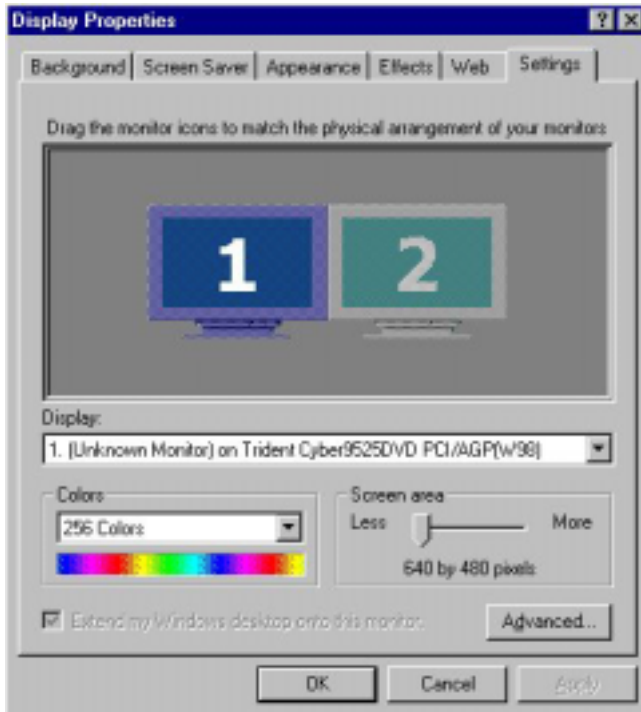 Display Properties
Background Screen Saver Appearance Effects Web Settings
Drag the monitor icons to match the physical arrangement of your monitors
1 2
Display:
1. (Unknown Monitor) on Trident Cyber9525DVD PCI/AGP(W98)
Colors Screen area
256 Colors Less More
640 by 480 pixels
Extend my Windows desktop onto this monitor. Advanced...
OK Cancel Apply